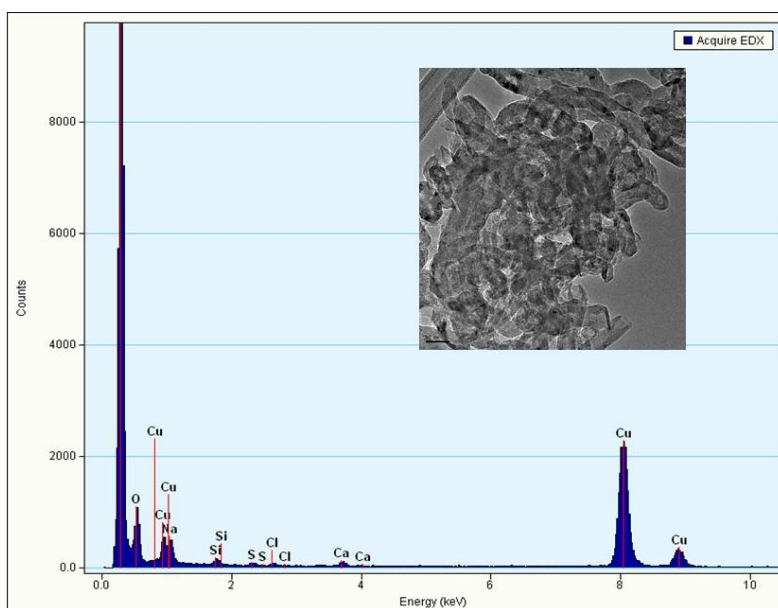 Acquire EDX
8000
6000
4000
2000
0.0
Counts
Cu
Cu
O
Cu
Na
Si
Si
S
S
Cl
Cl
Ca
Ca
Cu
Cu
0.0
2
4
6
8
10
Energy (keV)